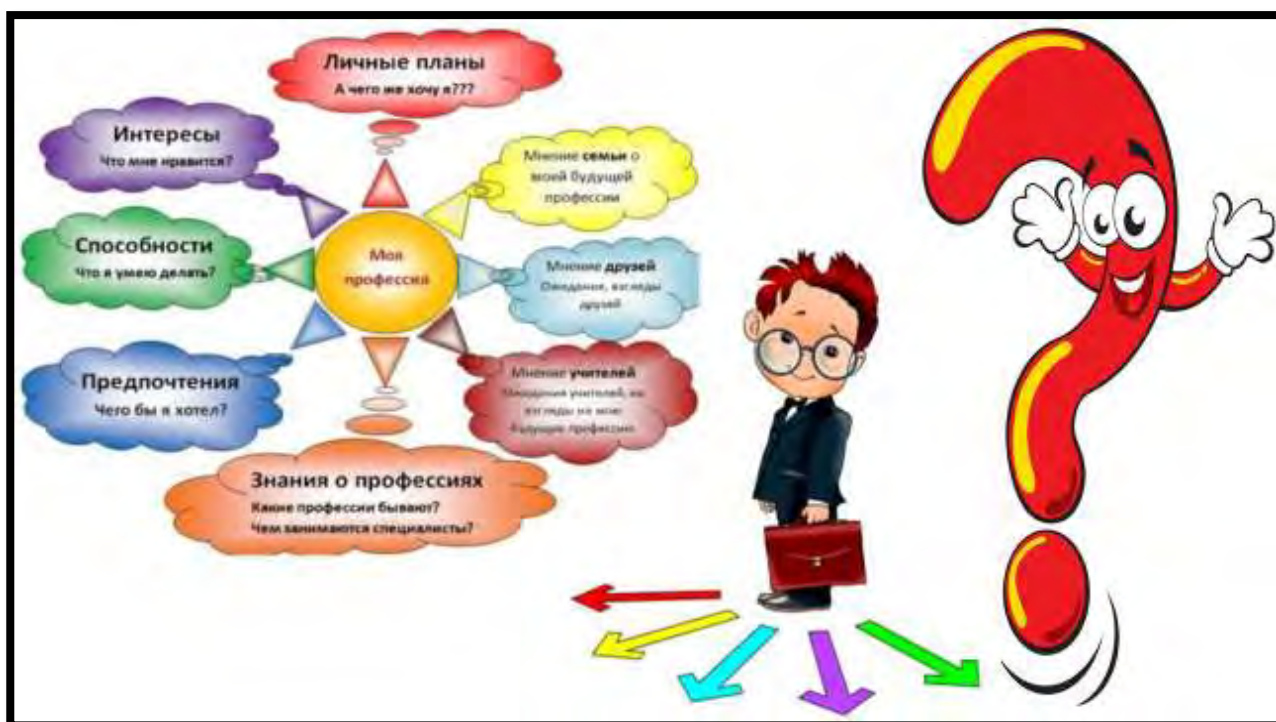 Личные планы
А чего же хочу я???
Интересы
Что мне нравится?
Мнение семьи о
моей будущей
профессии
Способности
Что я умею делать?
Моя
профессия
Мнение друзей
Ожидания, взгляды
друзей
Предпочтения
Чего бы я хотел?
Мнение учителей
Ожидания учителей, их
взгляды на мою
будущую профессию
Знания о профессиях
Какие профессии бывают?
Чем занимаются специалисты?